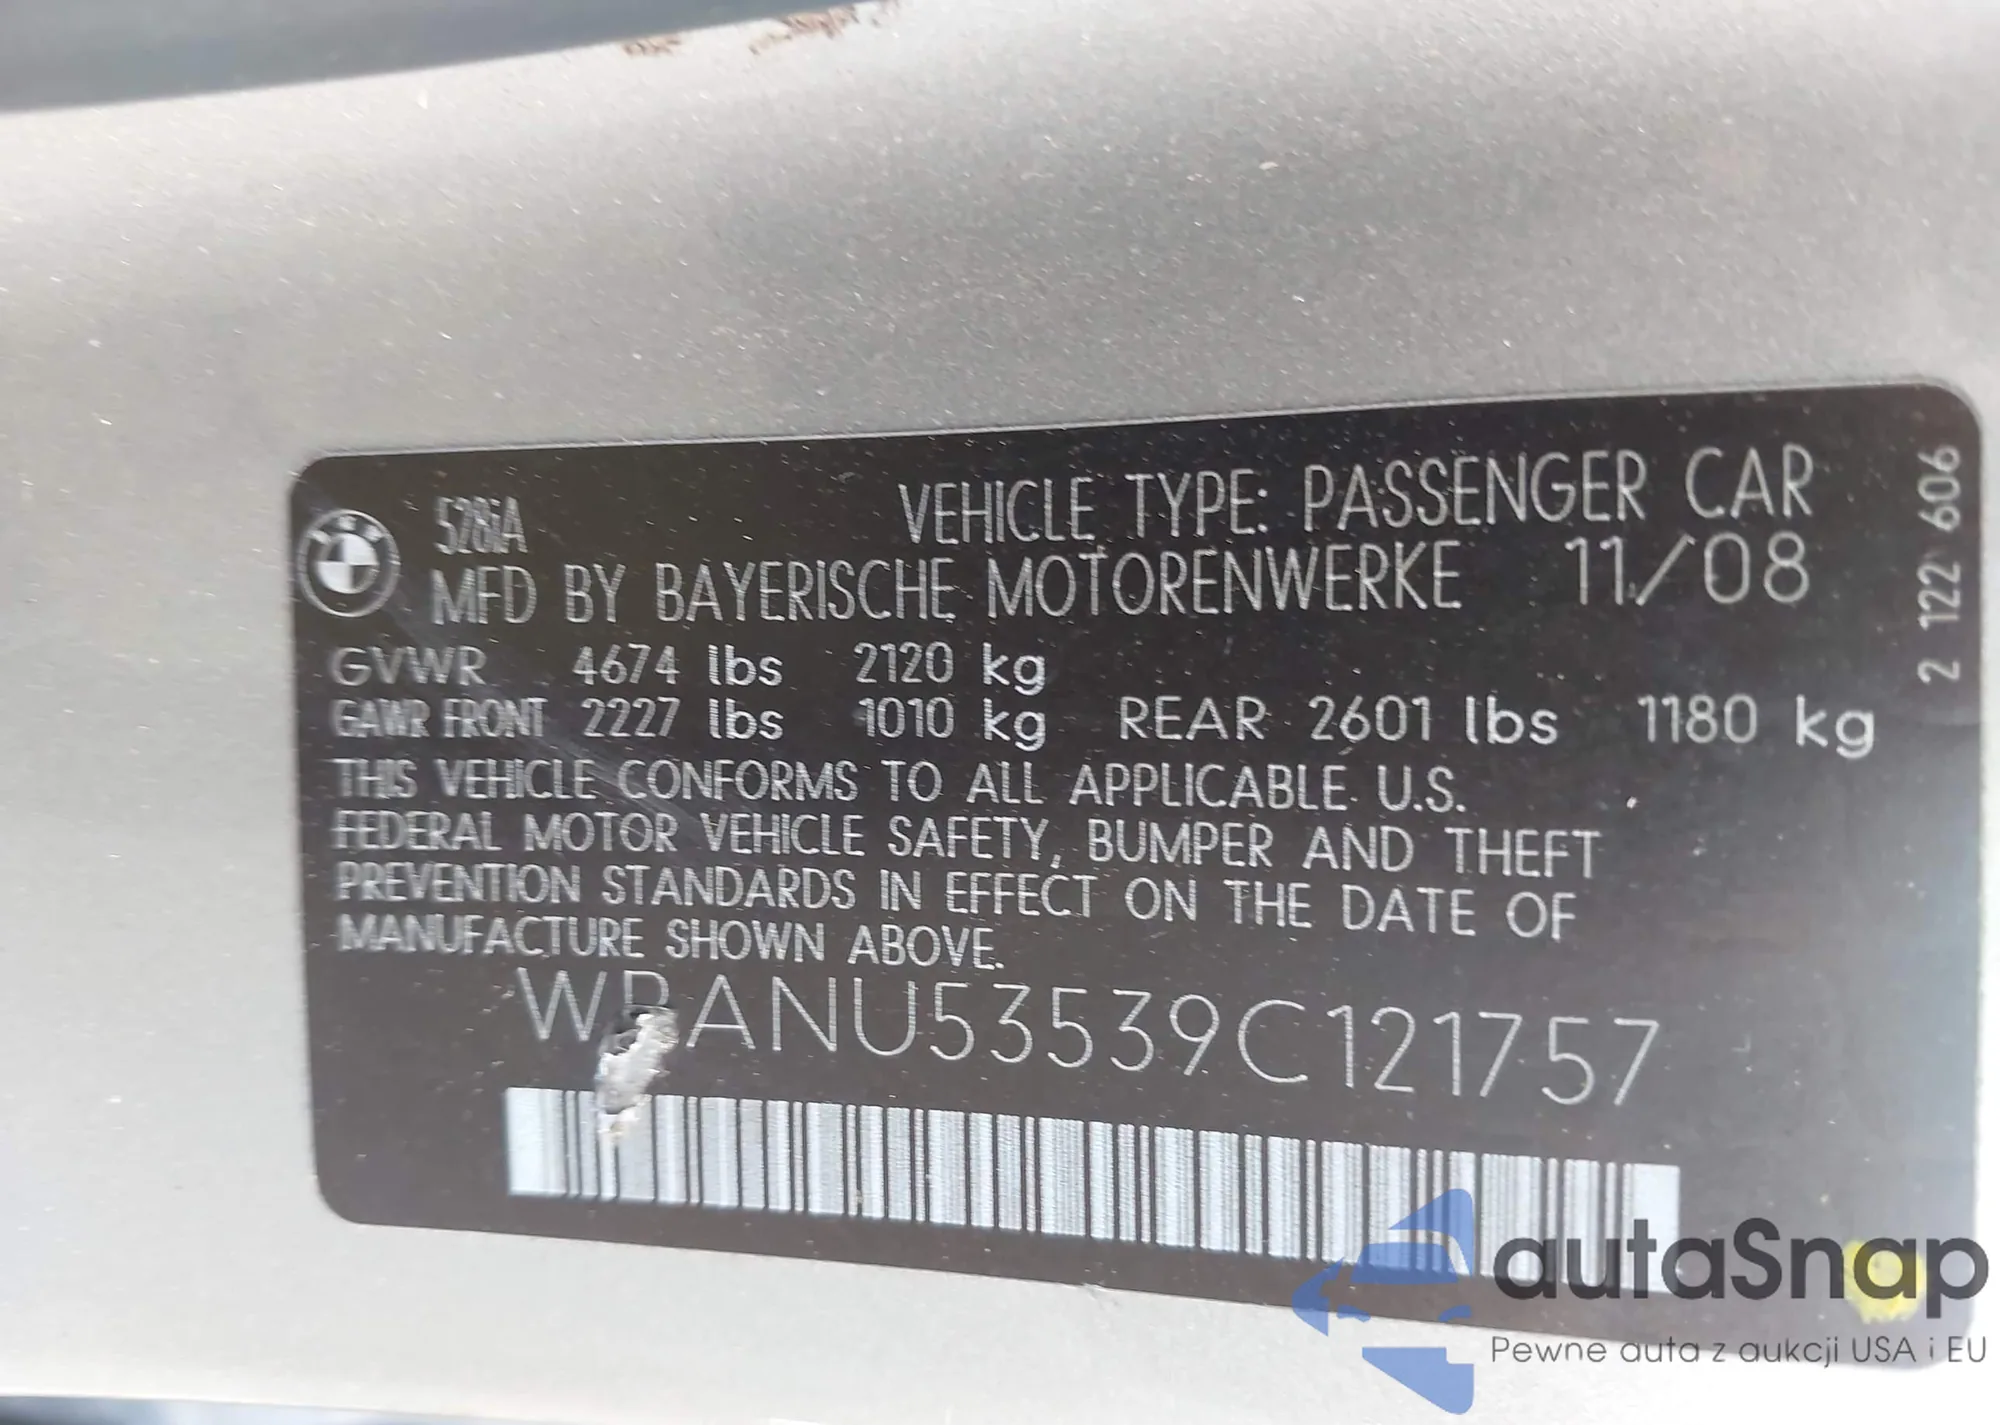 528iA VEHICLE TYPE: PASSENGER CAR
MFD BY BAYERISCHE MOTORENWERKE 11/08
GVWR 4674 lbs 2120 kg
GAWR FRONT 2227 lbs 1010 kg REAR 2601 lbs 1180 kg
THIS VEHICLE CONFORMS TO ALL APPLICABLE U.S.
FEDERAL MOTOR VEHICLE SAFETY, BUMPER AND THEFT
PREVENTION STANDARDS IN EFFECT ON THE DATE OF
MANUFACTURE SHOWN ABOVE.
WBANU53539C121757
2 122 606
autaSnap
Pewne auta z aukcji USA i EU